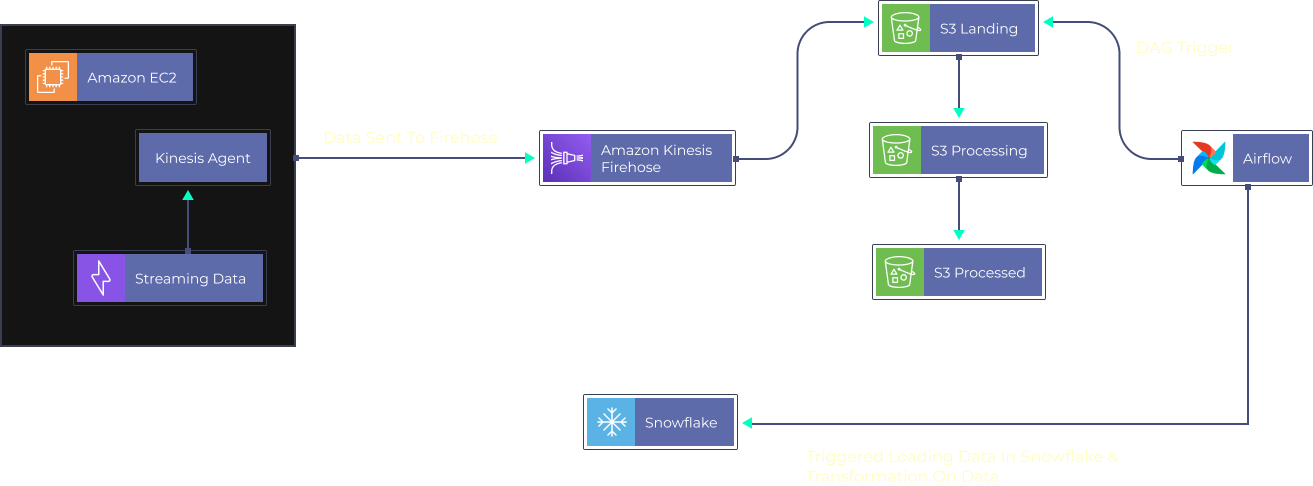 Amazon EC2
Kinesis Agent
Streaming Data
Data Sent To Firehose
Amazon Kinesis
Firehose
S3 Landing
S3 Processing
S3 Processed
DAG Trigger
Airflow
Snowflake
Triggered Loading Data In Snowflake &
Transformation On Data